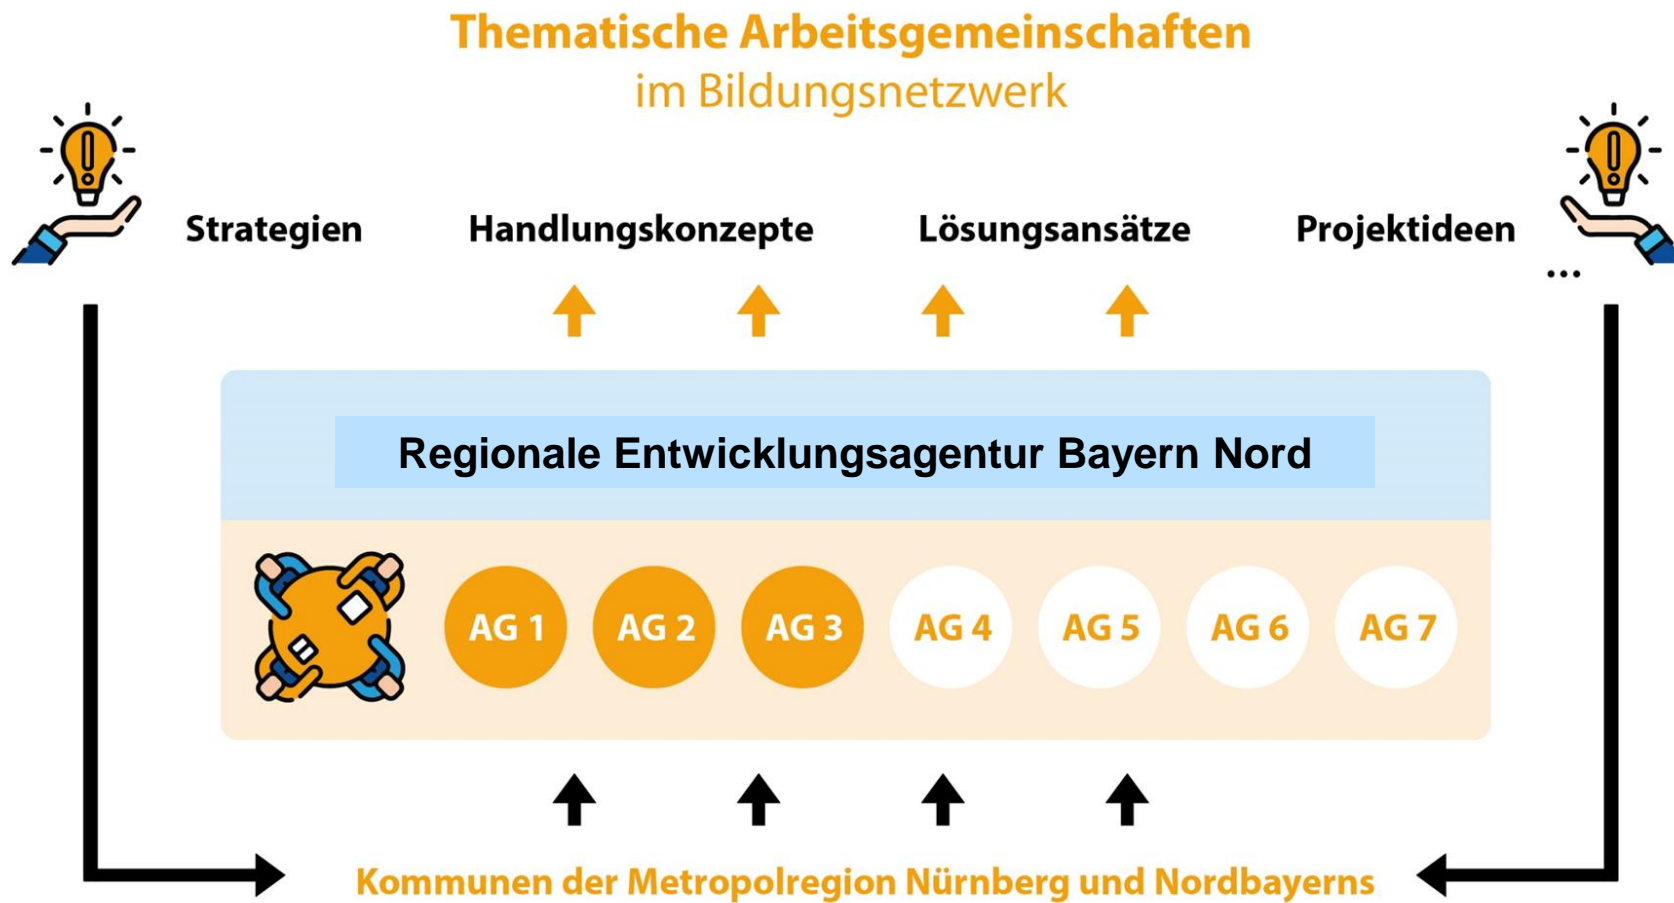 Thematische Arbeitsgemeinschaften
im Bildungsnetzwerk
Strategien Handlungskonzepte Lösungsansätze Projektideen
...
Regionale Entwicklungsagentur Bayern Nord
AG 1 AG 2 AG 3 AG 4 AG 5 AG 6 AG 7
Kommunen der Metropolregion Nürnberg und Nordbayerns